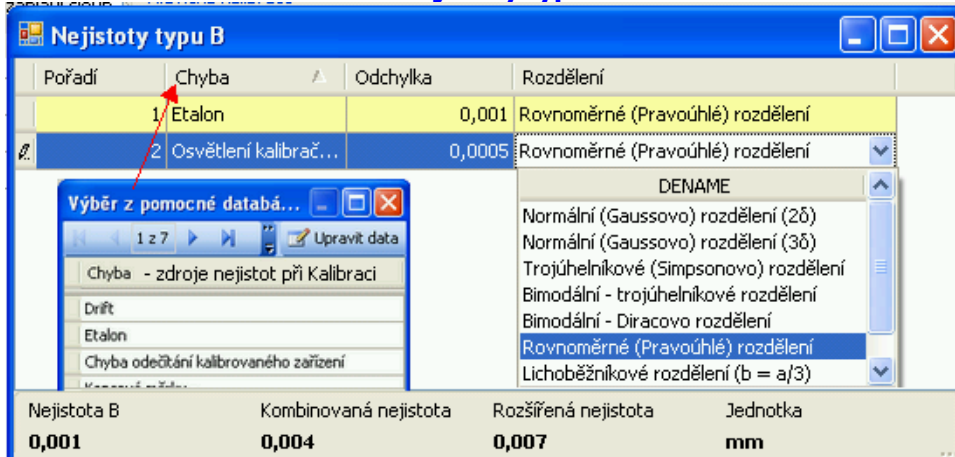 Nejistoty typu B
Pořadí Chyba Odchylka Rozdělení
1 Etalon 0,001 Rovnoměrné (Pravoúhlé) rozdělení
2 Osvětlení kalibrač... 0,0005 Rovnoměrné (Pravoúhlé) rozdělení
Výběr z pomocné databá...
1 z 7 Upravit data
Chyba - zdroje nejistot při Kalibraci
Drift
Etalon
Chyba odečítání kalibrovaného zařízení
DENAME
Normální (Gaussovo) rozdělení (2δ)
Normální (Gaussovo) rozdělení (3δ)
Trojúhelníkové (Simpsonovo) rozdělení
Bimodální - trojúhelníkové rozdělení
Bimodální - Diracovo rozdělení
Rovnoměrné (Pravoúhlé) rozdělení
Lichoběžníkové rozdělení (b = a/3)
Nejistota B Kombinovaná nejistota Rozšířená nejistota Jednotka
0,001 0,004 0,007 mm